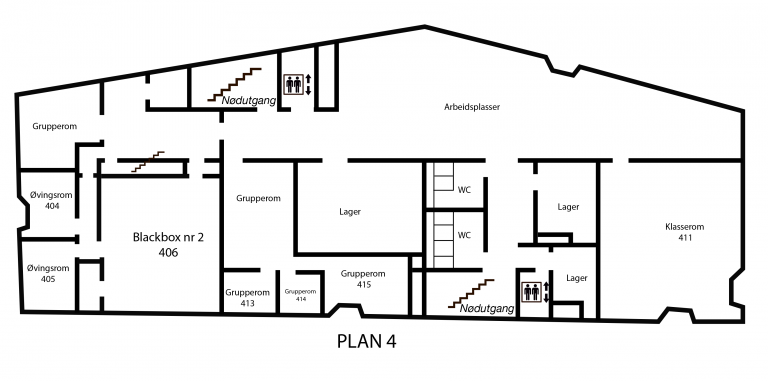 Nødutgang
Arbeidsplasser
Grupperom
Øvingsrom
404
Grupperom
WC
Lager
Lager
Klasserom
411
Blackbox nr 2
406
WC
Øvingsrom
405
Grupperom
415
Lager
Grupperom
413
Grupperom
414
Nødutgang
PLAN 4